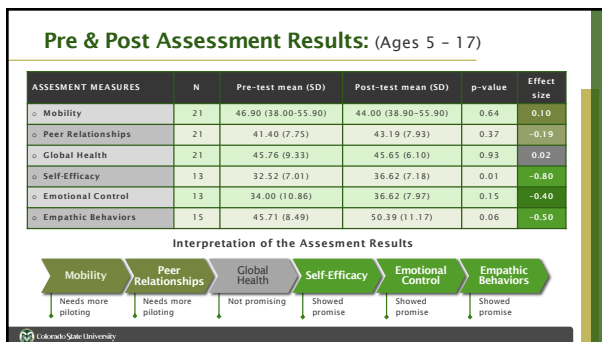 Pre & Post Assessment Results: (Ages 5 – 17)
ASSESMENT MEASURES N Pre-test mean (SD) Post-test mean (SD) p-value Effect size
o Mobility 21 46.90 (38.00-55.90) 44.00 (38.90–55.90) 0.64 0.10
o Peer Relationships 21 41.40 (7.75) 43.19 (7.93) 0.37 -0.19
o Global Health 21 45.76 (9.33) 45.65 (6.10) 0.93 0.02
o Self-Efficacy 13 32.52 (7.01) 36.62 (7.18) 0.01 -0.80
o Emotional Control 13 34.00 (10.86) 36.62 (7.97) 0.15 -0.40
o Empathic Behaviors 15 45.71 (8.49) 50.39 (11.17) 0.06 -0.50
Interpretation of the Assesment Results
Mobility
Needs more
piloting
Peer
Relationships
Needs more
piloting
Global
Health
Not promising
Self-Efficacy
Showed
promise
Emotional
Control
Showed
promise
Empathic
Behaviors
Showed
promise
Colorado State University